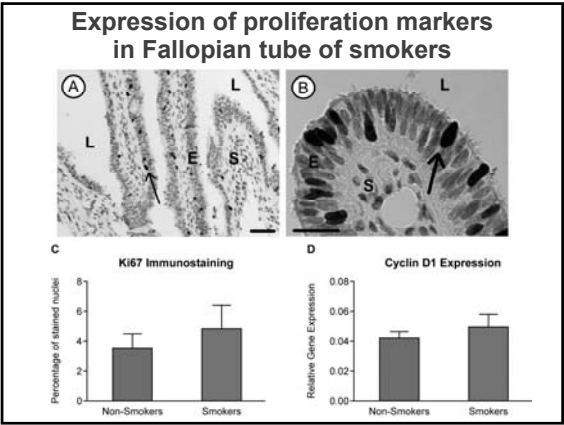 Expression of proliferation markers
in Fallopian tube of smokers
A
L
L
E
S
B
L
E
S
C
Ki67 Immunostaining
Percentage of stained nuclei
8
6
4
2
0
Non-Smokers Smokers
D
Cyclin D1 Expression
Relative Gene Expression
0.08
0.06
0.04
0.02
0.00
Non-Smokers Smokers